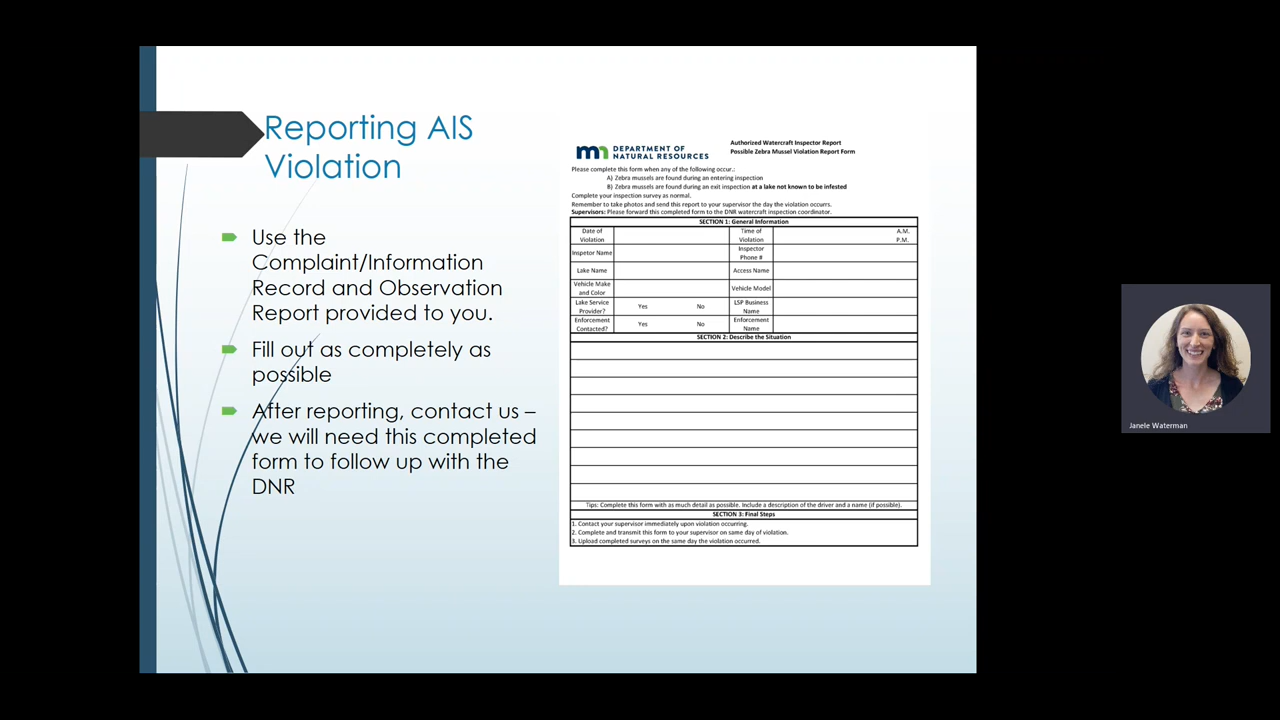 Reporting AIS
Violation
Use the
Complaint/Information
Record and Observation
Report provided to you.
Fill out as completely as
possible
After reporting, contact us –
we will need this completed
form to follow up with the
DNR
mn DEPARTMENT OF
NATURAL RESOURCES
Authorized Watercraft Inspector Report
Possible Zebra Mussel Violation Report Form
Please complete this form when any of the following occur.:
A) Zebra mussels are found during an entering inspection
B) Zebra mussels are found during an exit inspection at a lake not known to be infested
Complete your inspection survey as normal.
Remember to take photos and send this report to your supervisor the day the violation occurs.
Supervisors: Please forward this completed form to the DNR watercraft inspection coordinator.
SECTION 1: General Information
Date of
Violation
Time of
Violation
A.M.
P.M.
Inspetor Name
Inspector
Phone #
Lake Name
Access Name
Vehicle Make
and Color
Vehicle Model
Lake Service
Provider?
Yes No
LSP Business
Name
Enforcement
Contacted?
Yes No
Enforcement
Name
SECTION 2: Describe the Situation
Tips: Complete this form with as much detail as possible. Include a description of the driver and a name (if possible).
SECTION 3: Final Steps
1. Contact your supervisor immediately upon violation occurring.
2. Complete and transmit this form to your supervisor on same day of violation.
3. Upload completed surveys on the same day the violation occurred.
Janele Waterman